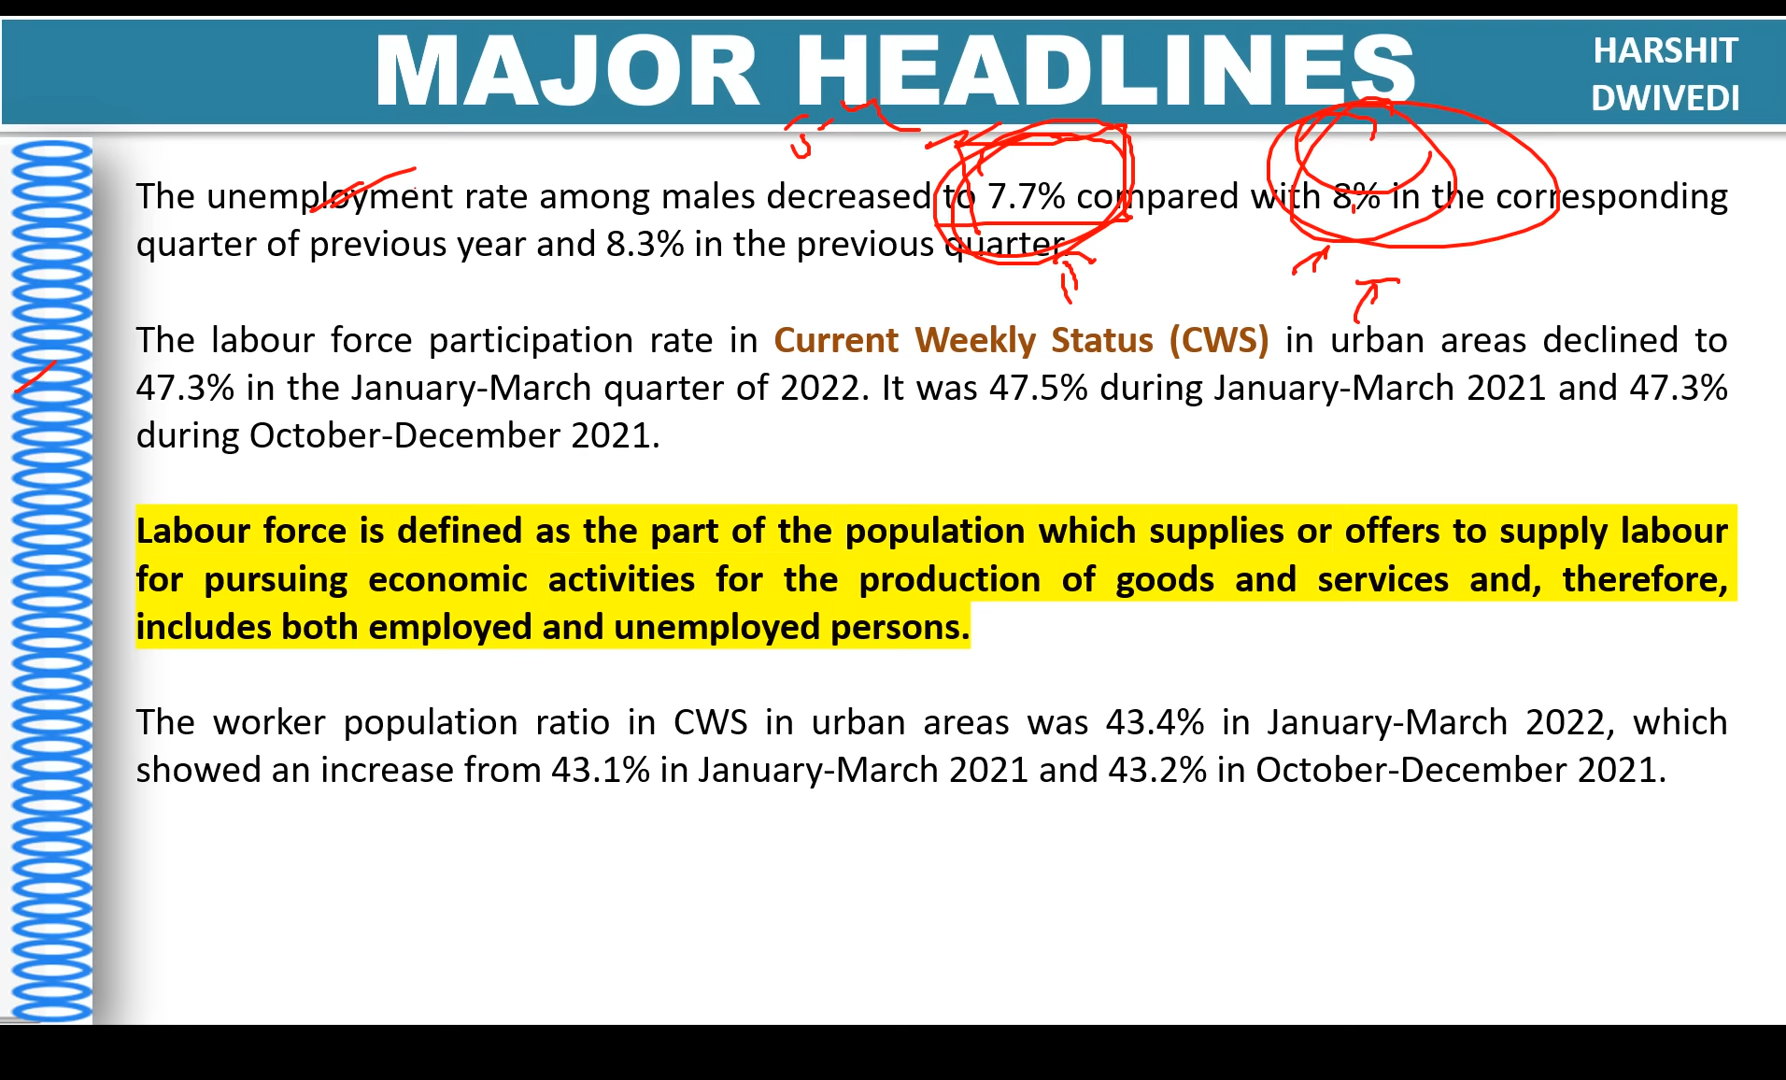 MAJOR HEADLINES
HARSHIT
DWIVEDI
The unemployment rate among males decreased to 7.7% compared with 8% in the corresponding
quarter of previous year and 8.3% in the previous quarter.
The labour force participation rate in Current Weekly Status (CWS) in urban areas declined to
47.3% in the January-March quarter of 2022. It was 47.5% during January-March 2021 and 47.3%
during October-December 2021.
Labour force is defined as the part of the population which supplies or offers to supply labour
for pursuing economic activities for the production of goods and services and, therefore,
includes both employed and unemployed persons.
The worker population ratio in CWS in urban areas was 43.4% in January-March 2022, which
showed an increase from 43.1% in January-March 2021 and 43.2% in October-December 2021.